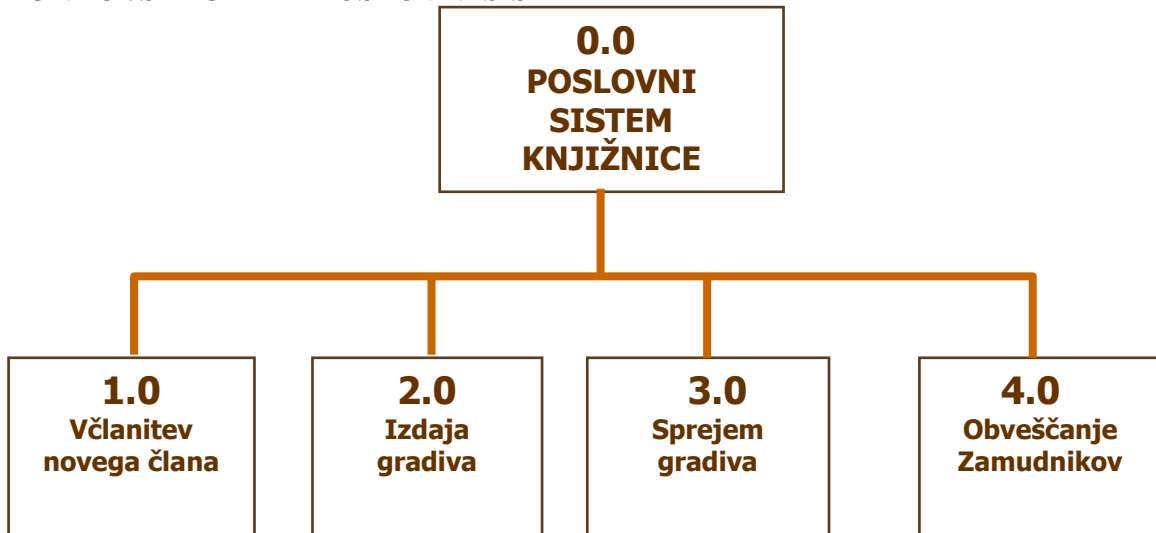 0.0
POSLOVNI
SISTEM
KNJIŽNICE
1.0
Včlanitev
novega člana
2.0
Izdaja
gradiva
3.0
Sprejem
gradiva
4.0
Obveščanje
Zamudnikov